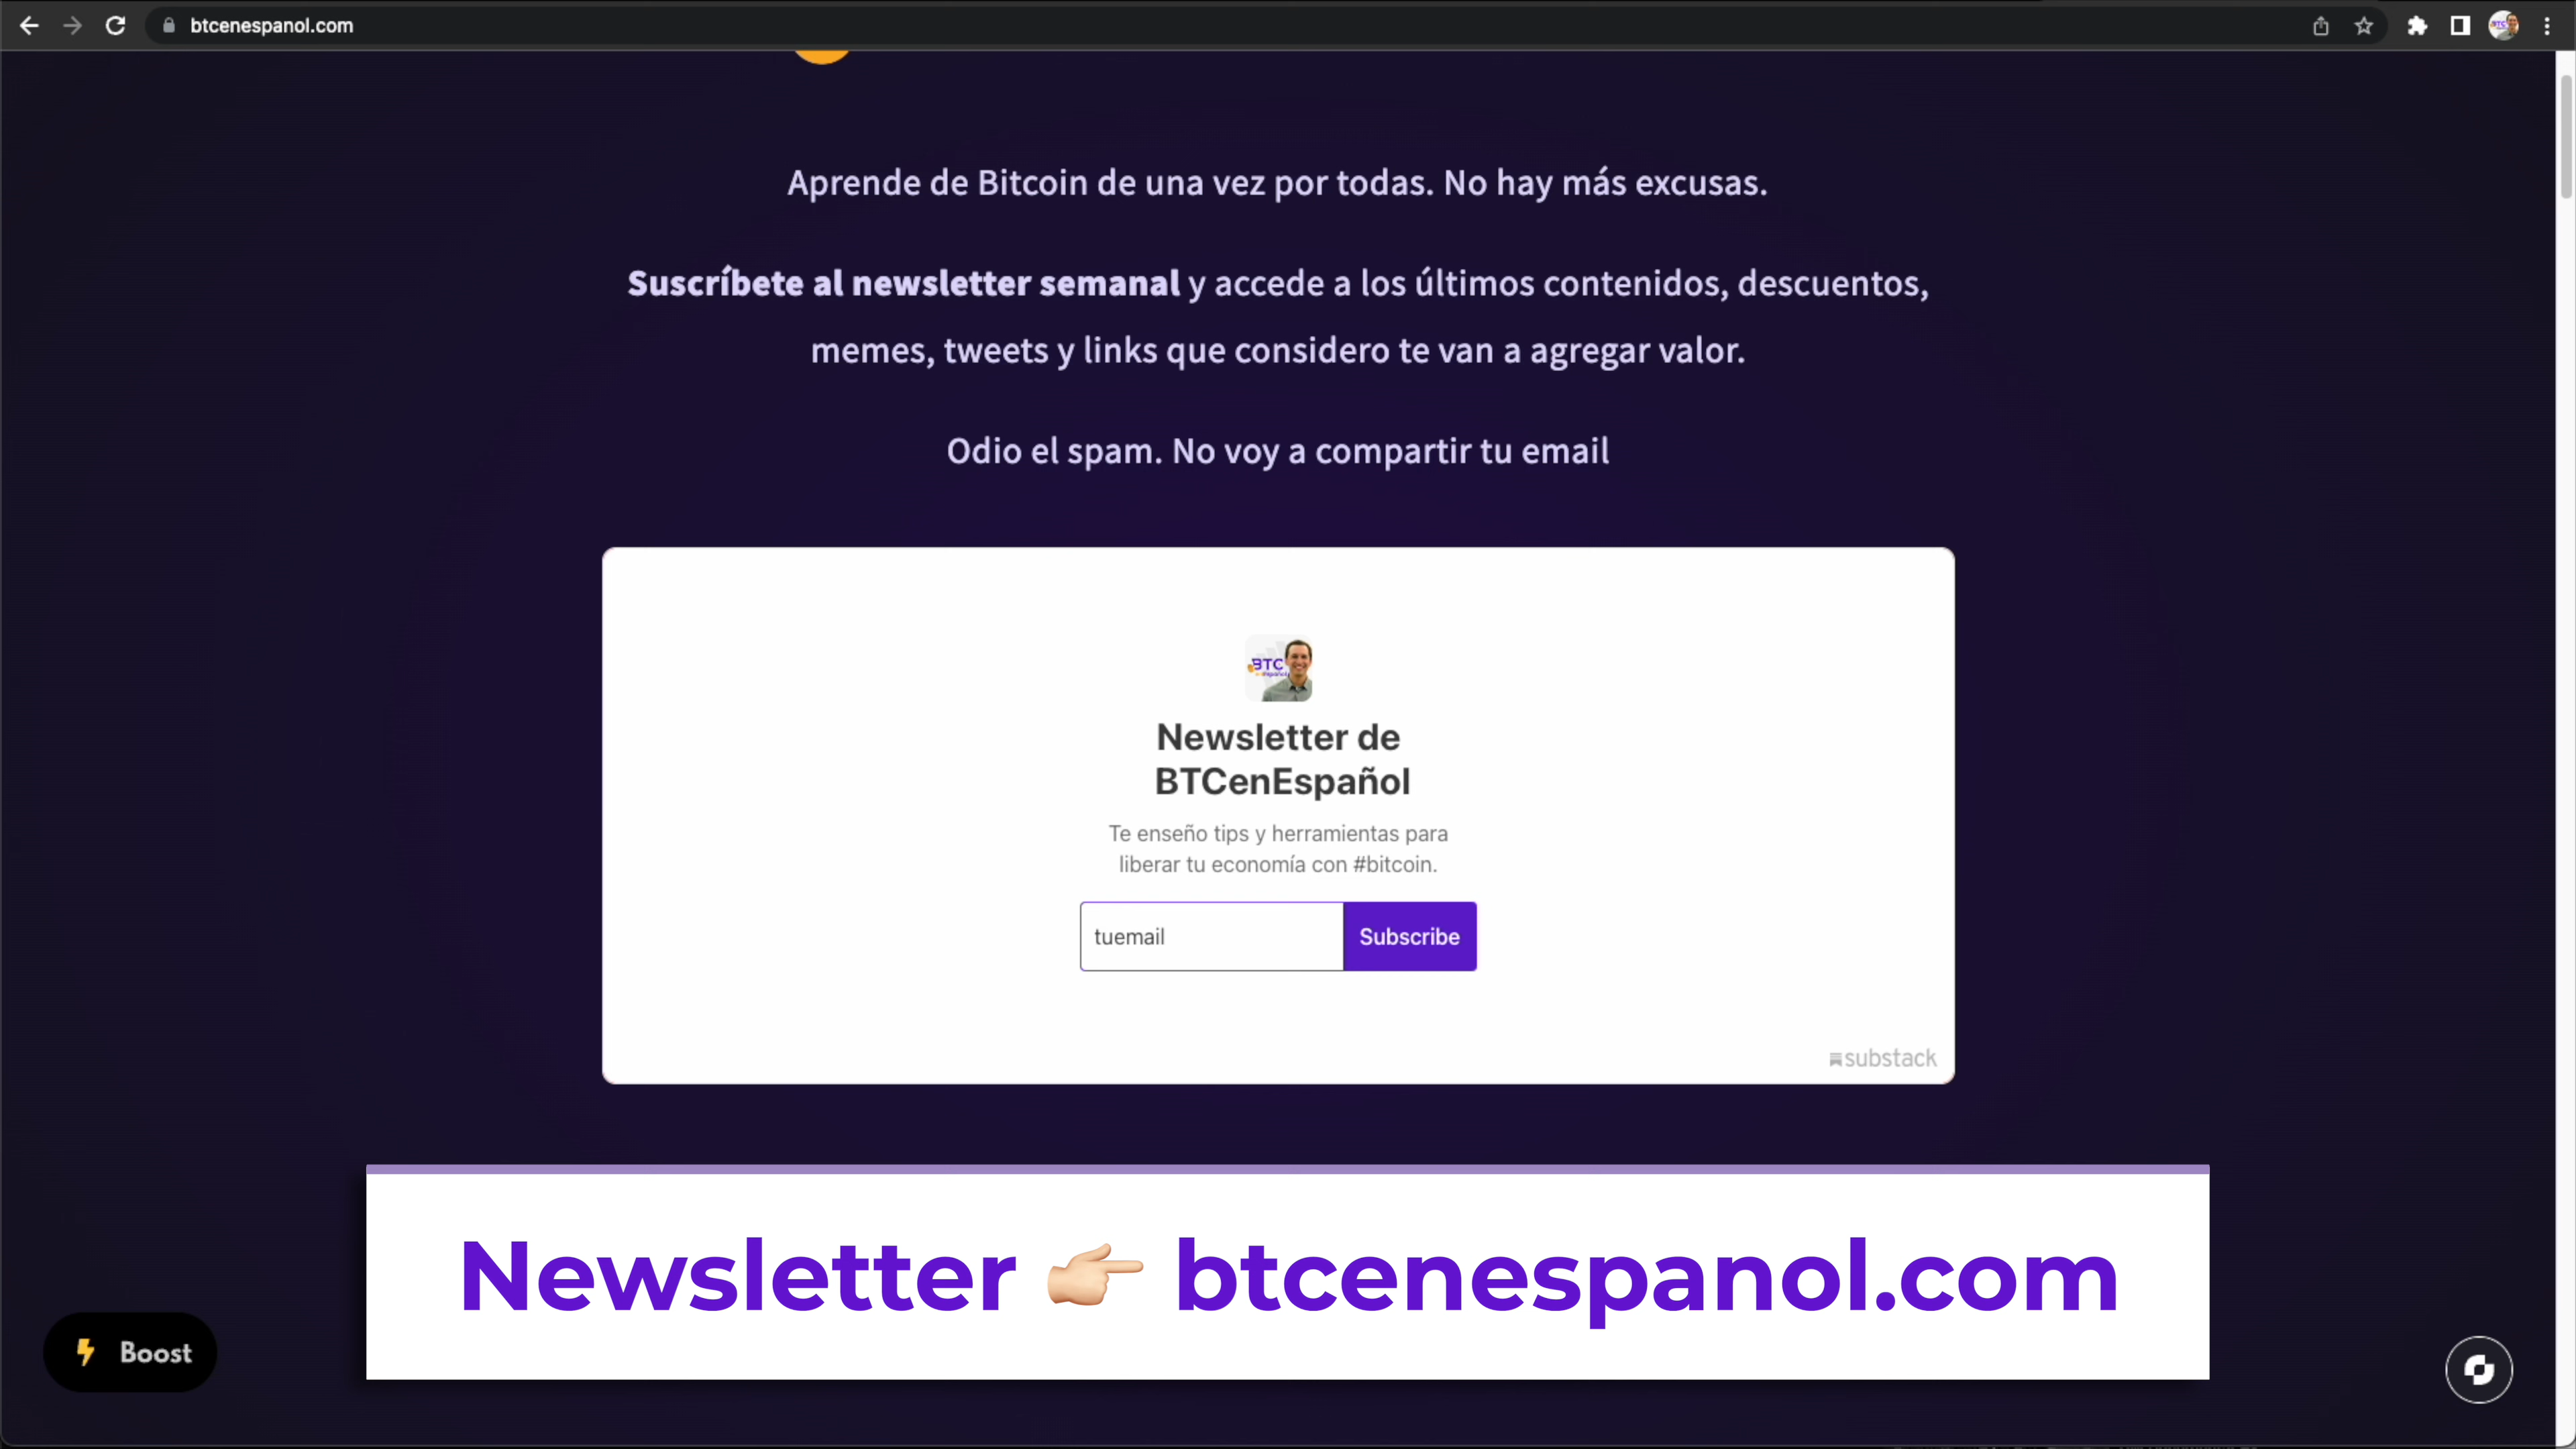 btcenespanol.com
Aprende de Bitcoin de una vez por todas. No hay más excusas.
Suscríbete al newsletter semanal y accede a los últimos contenidos, descuentos,
memes, tweets y links que considero te van a agregar valor.
Odio el spam. No voy a compartir tu email
BTC
español
Newsletter de
BTCenEspañol
Te enseño tips y herramientas para
liberar tu economía con #bitcoin.
tuemail
Subscribe
substack
Newsletter 👉🏻 btcenespanol.com
Boost